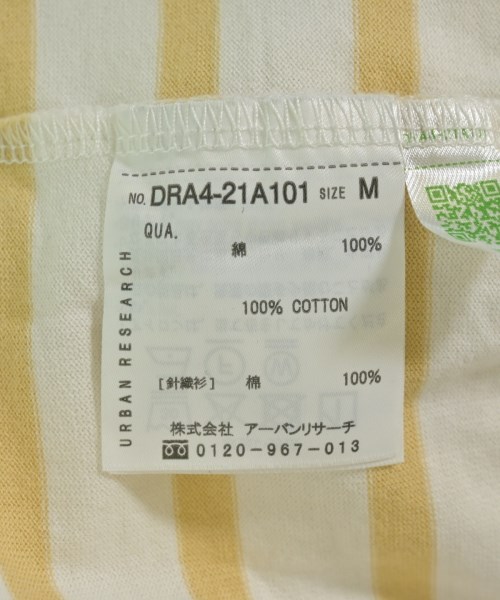 NO. DRA4-21A101 SIZE M
QUA.
綿 100%
100% COTTON
[針織衫] 棉 100%
株式会社 アーバンリサーチ
0120-967-013
URBAN RESEARCH